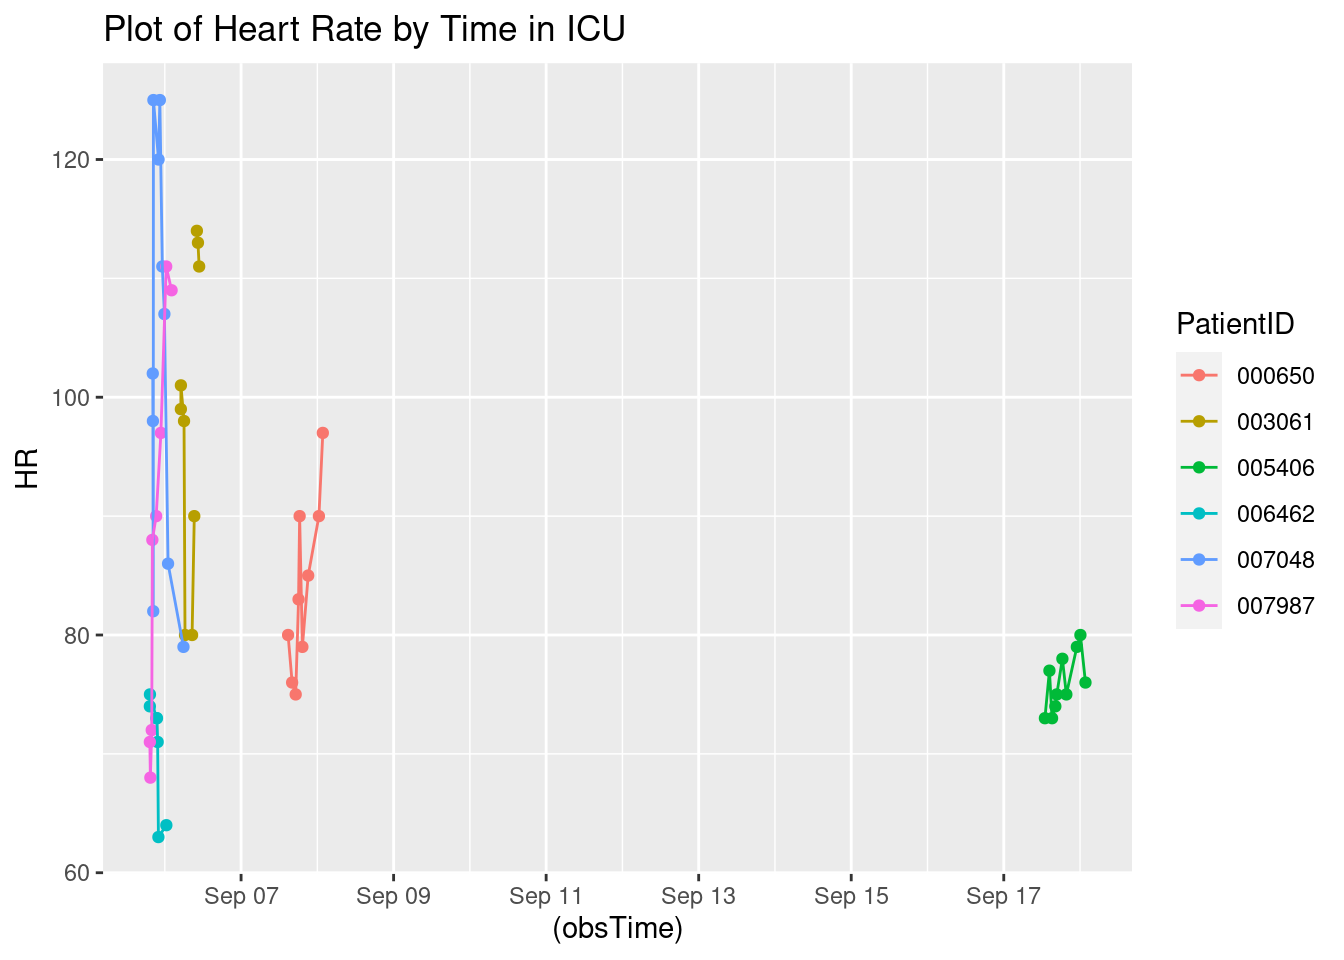 Plot of Heart Rate by Time in ICU
120
100
80
60
HR
Sep 07 Sep 09 Sep 11 Sep 13 Sep 15 Sep 17
(obsTime)
PatientID
000650
003061
005406
006462
007048
007987